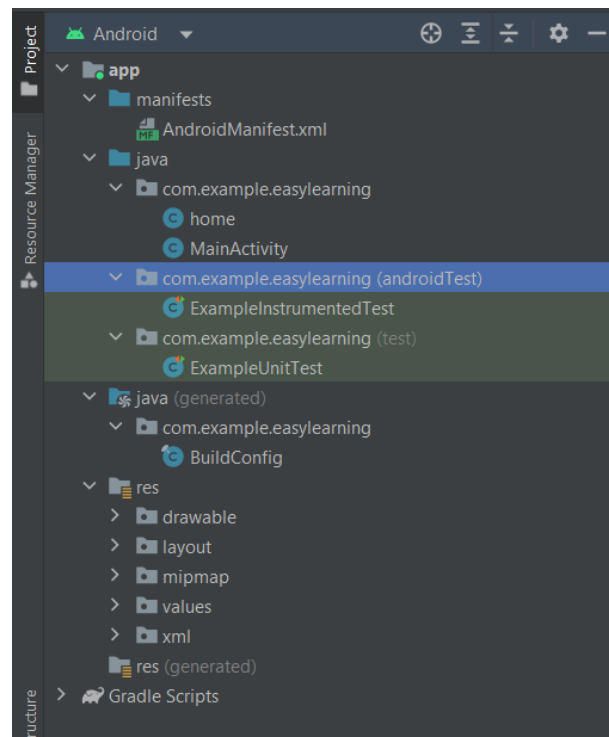 Project
Resource Manager
ructure
Android
app
manifests
MF
AndroidManifest.xml
java
com.example.easylearning
C home
C MainActivity
com.example.easylearning (androidTest)
C ExampleInstrumentedTest
com.example.easylearning (test)
C ExampleUnitTest
java (generated)
com.example.easylearning
C BuildConfig
res
drawable
layout
mipmap
values
xml
res (generated)
Gradle Scripts